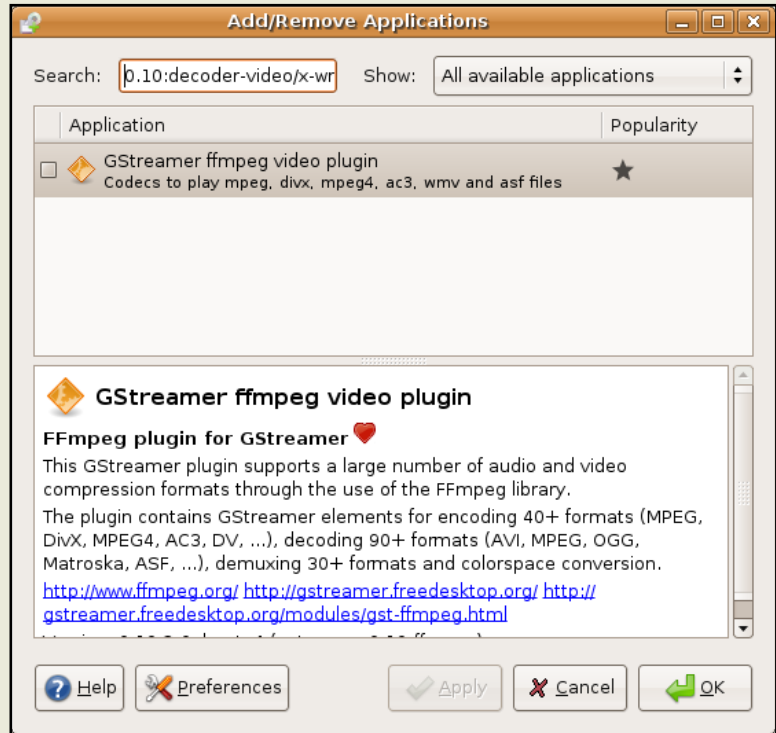 Add/Remove Applications
Search: 0.10:decoder-video/x-wr Show: All available applications
Application Popularity
GStreamer ffmpeg video plugin
Codecs to play mpeg, divx, mpeg4, ac3, wmv and asf files
GStreamer ffmpeg video plugin
FFmpeg plugin for GStreamer
This GStreamer plugin supports a large number of audio and video
compression formats through the use of the FFmpeg library.
The plugin contains GStreamer elements for encoding 40+ formats (MPEG,
DivX, MPEG4, AC3, DV, ...), decoding 90+ formats (AVI, MPEG, OGG,
Matroska, ASF, ...), demuxing 30+ formats and colorspace conversion.
http://www.ffmpeg.org/ http://gstreamer.freedesktop.org/ http://
gstreamer.freedesktop.org/modules/gst-ffmpeg.html
Help Preferences Apply Cancel OK